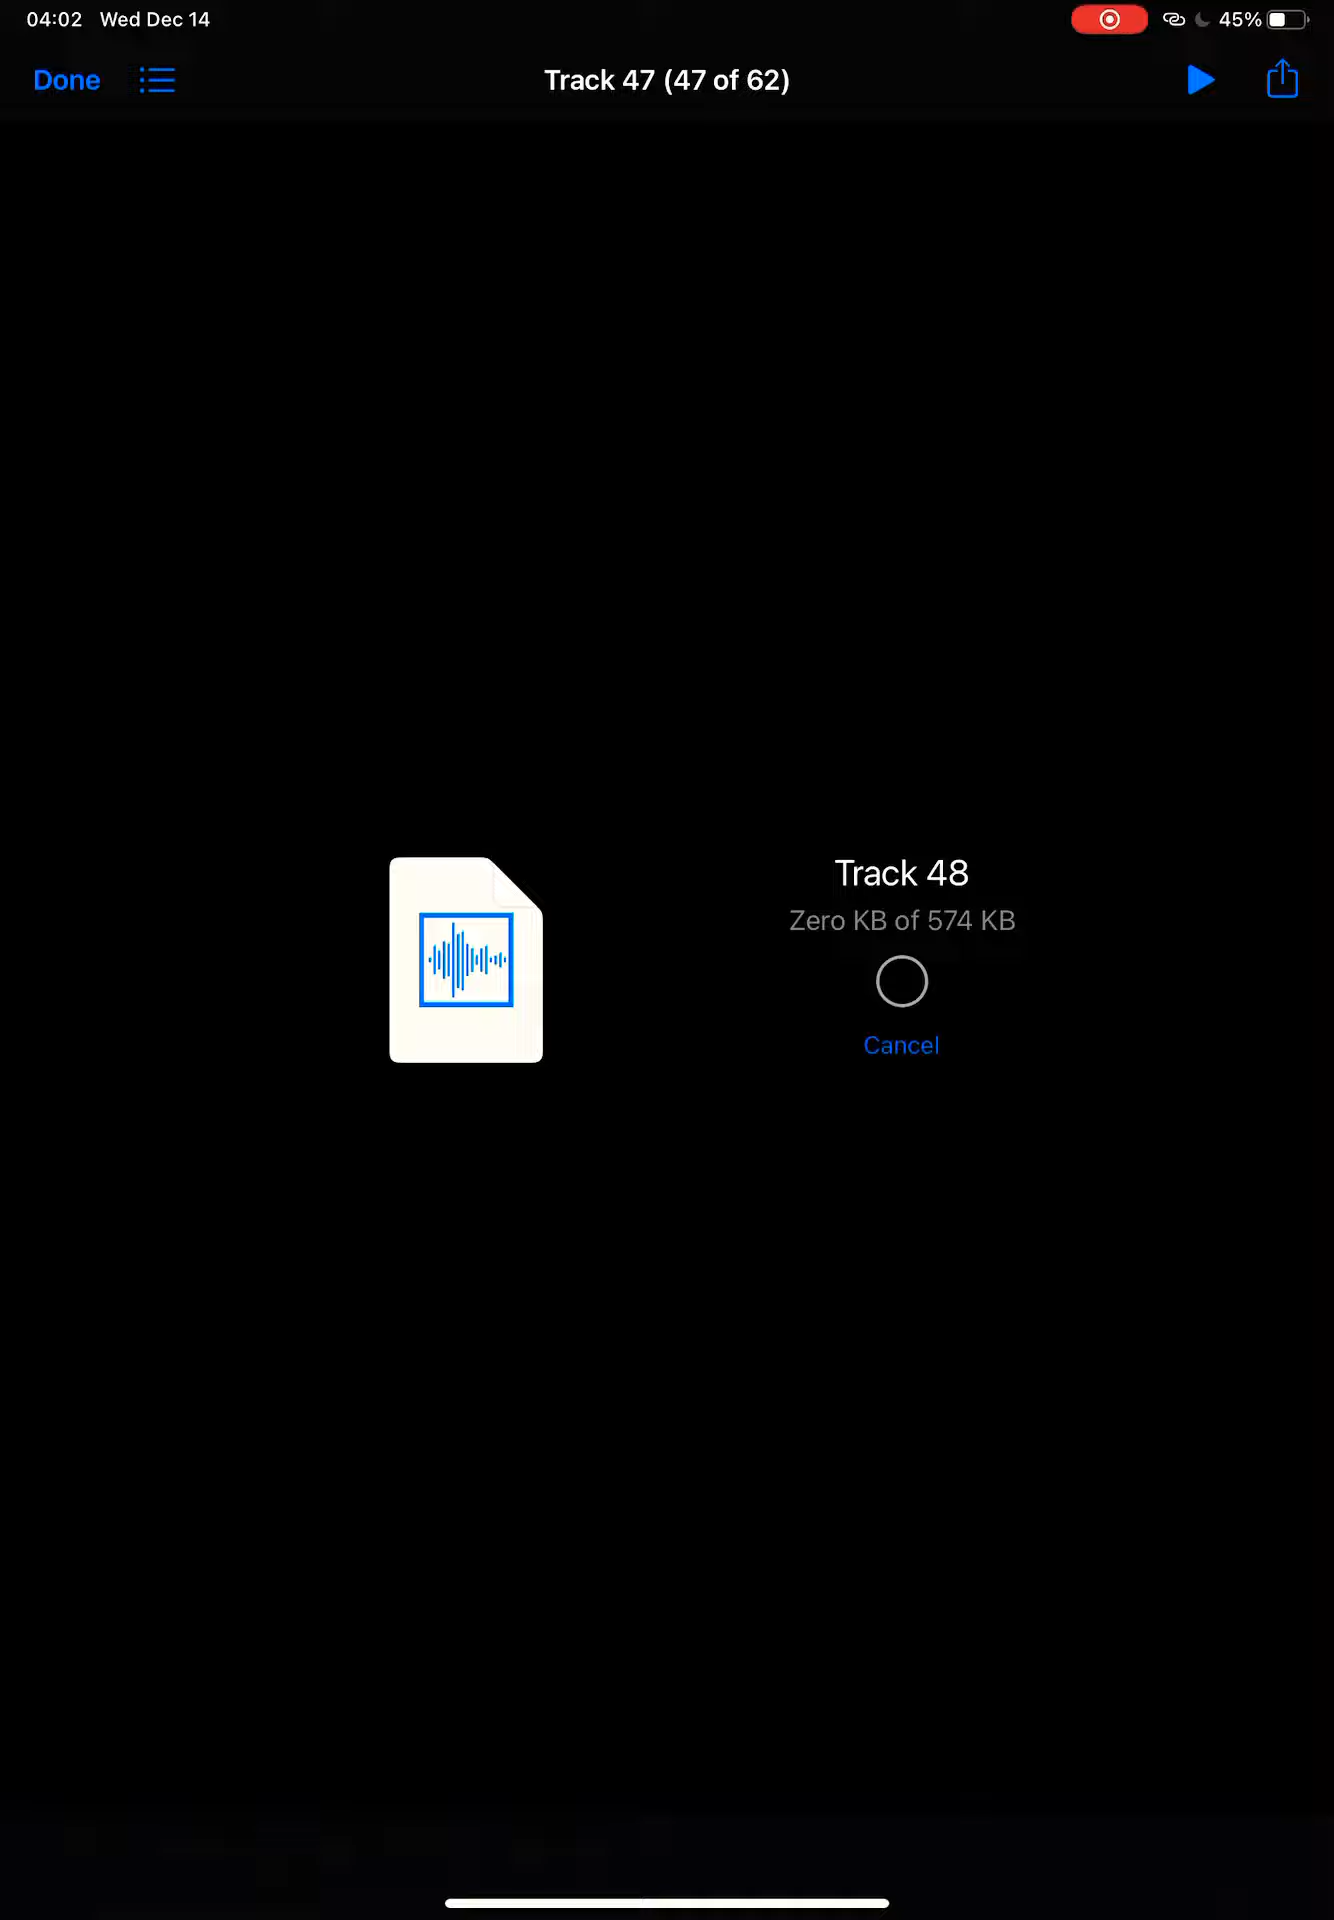 04:02 Wed Dec 14
45%
Done
Track 47 (47 of 62)
Track 48
Zero KB of 574 KB
Cancel